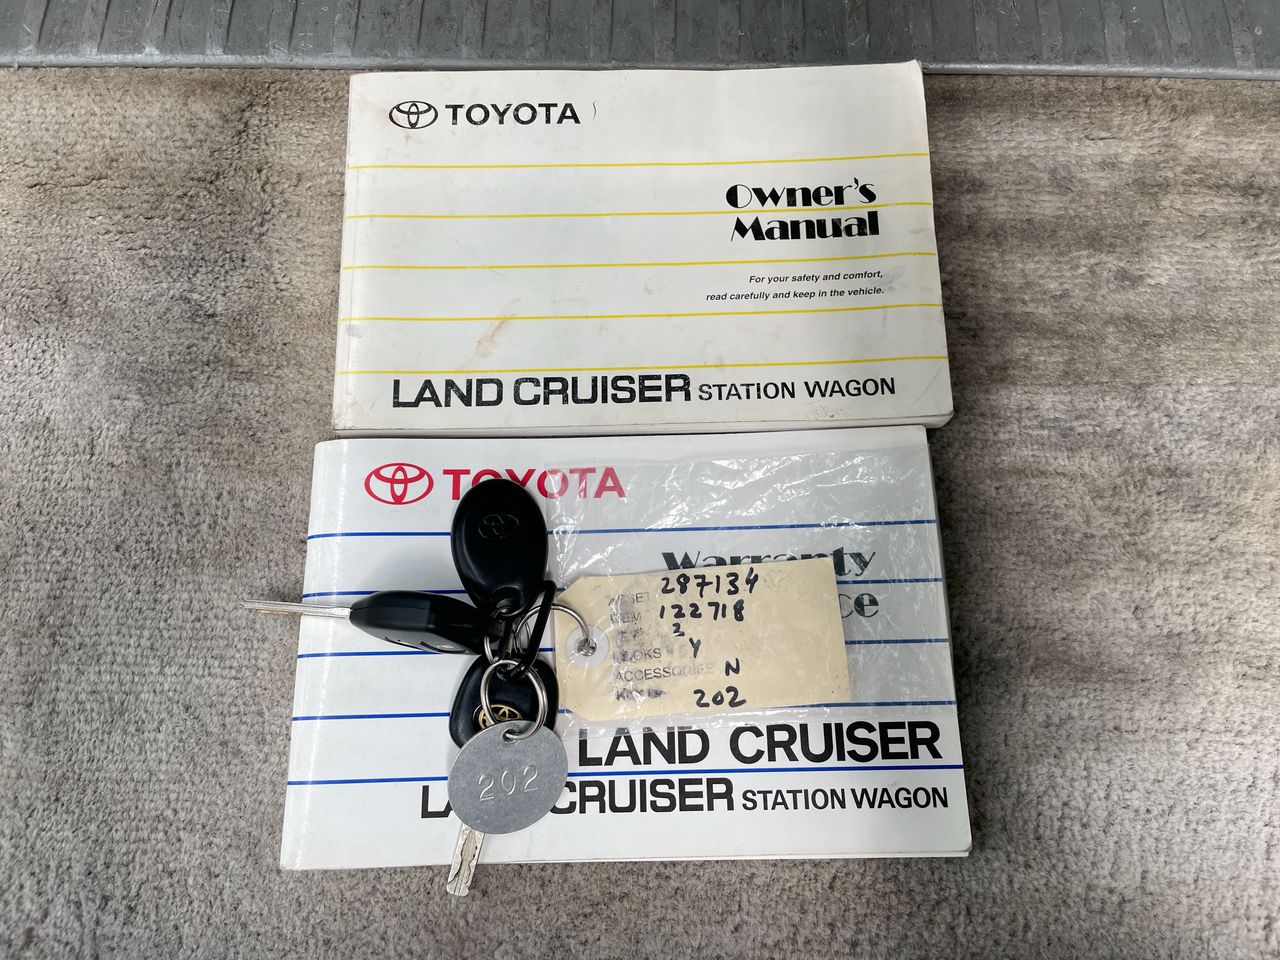 TOYOTA
Owner's
Manual
For your safety and comfort,
read carefully and keep in the vehicle.
LAND CRUISER STATION WAGON
TOYOTA
Warranty
287134
122718
3
Y
ACCESSORIES N
202
LAND CRUISER
202
CRUISER STATION WAGON